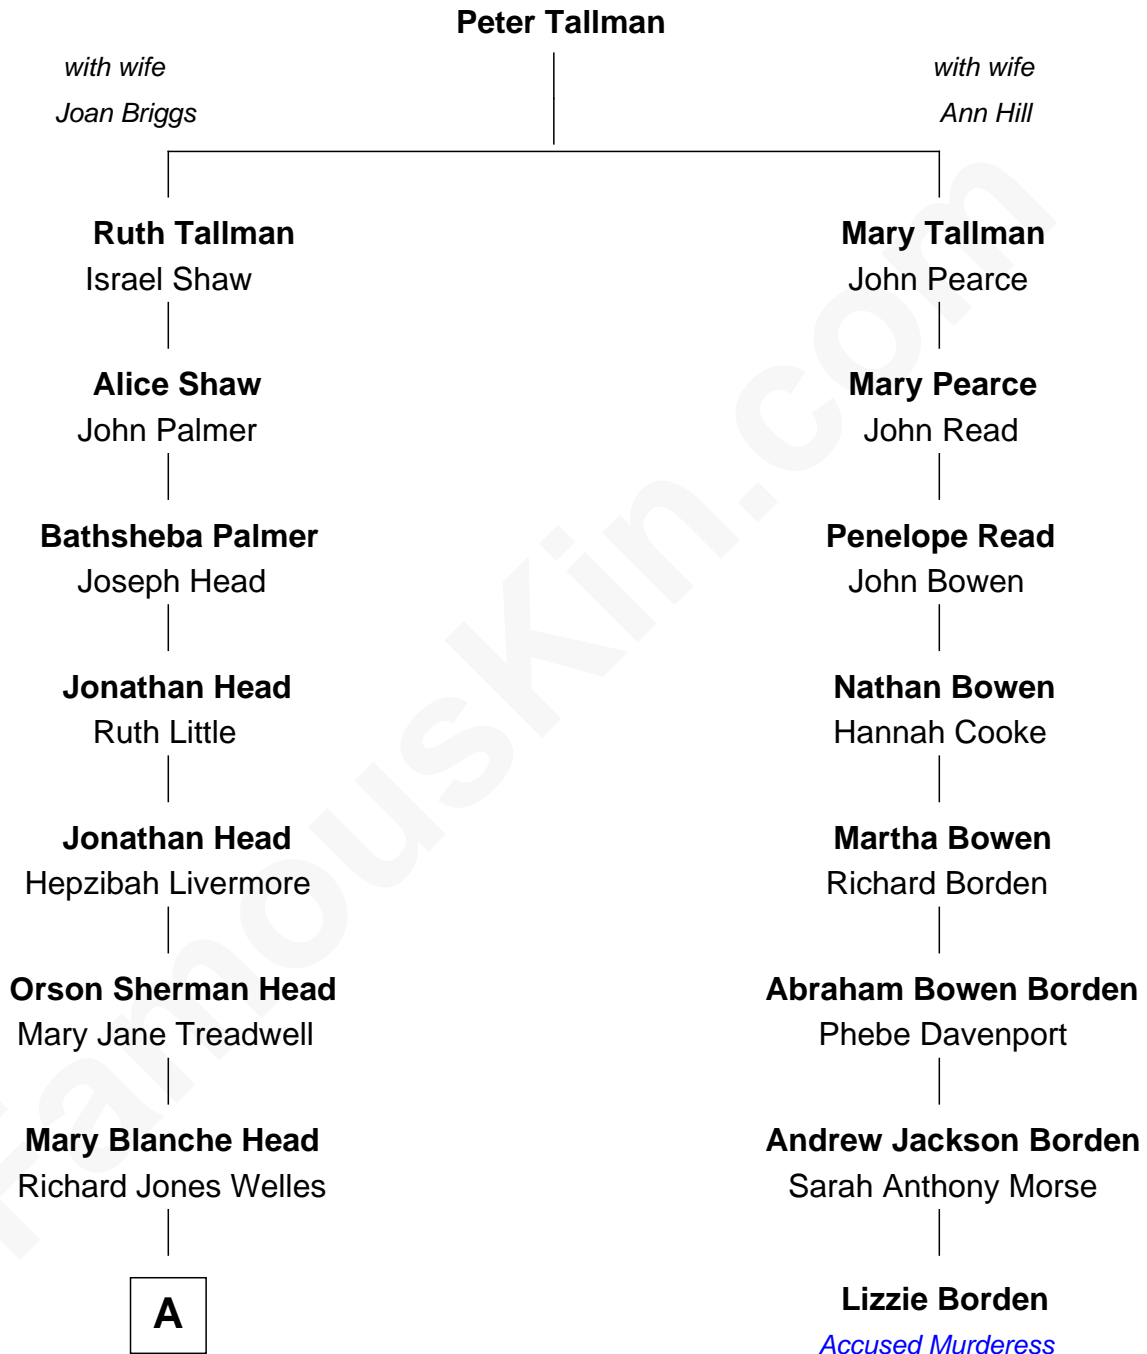 Peter Tallman
with wife
Joan Briggs
with wife
Ann Hill
Ruth Tallman
Israel Shaw
Mary Tallman
John Pearce
Alice Shaw
John Palmer
Mary Pearce
John Read
Bathsheba Palmer
Joseph Head
Penelope Read
John Bowen
Jonathan Head
Ruth Little
Nathan Bowen
Hannah Cooke
Jonathan Head
Hepzibah Livermore
Martha Bowen
Richard Borden
Orson Sherman Head
Mary Jane Treadwell
Abraham Bowen Borden
Phebe Davenport
Mary Blanche Head
Richard Jones Welles
Andrew Jackson Borden
Sarah Anthony Morse
A
Lizzie Borden
Accused Murderess
FamousKin.com